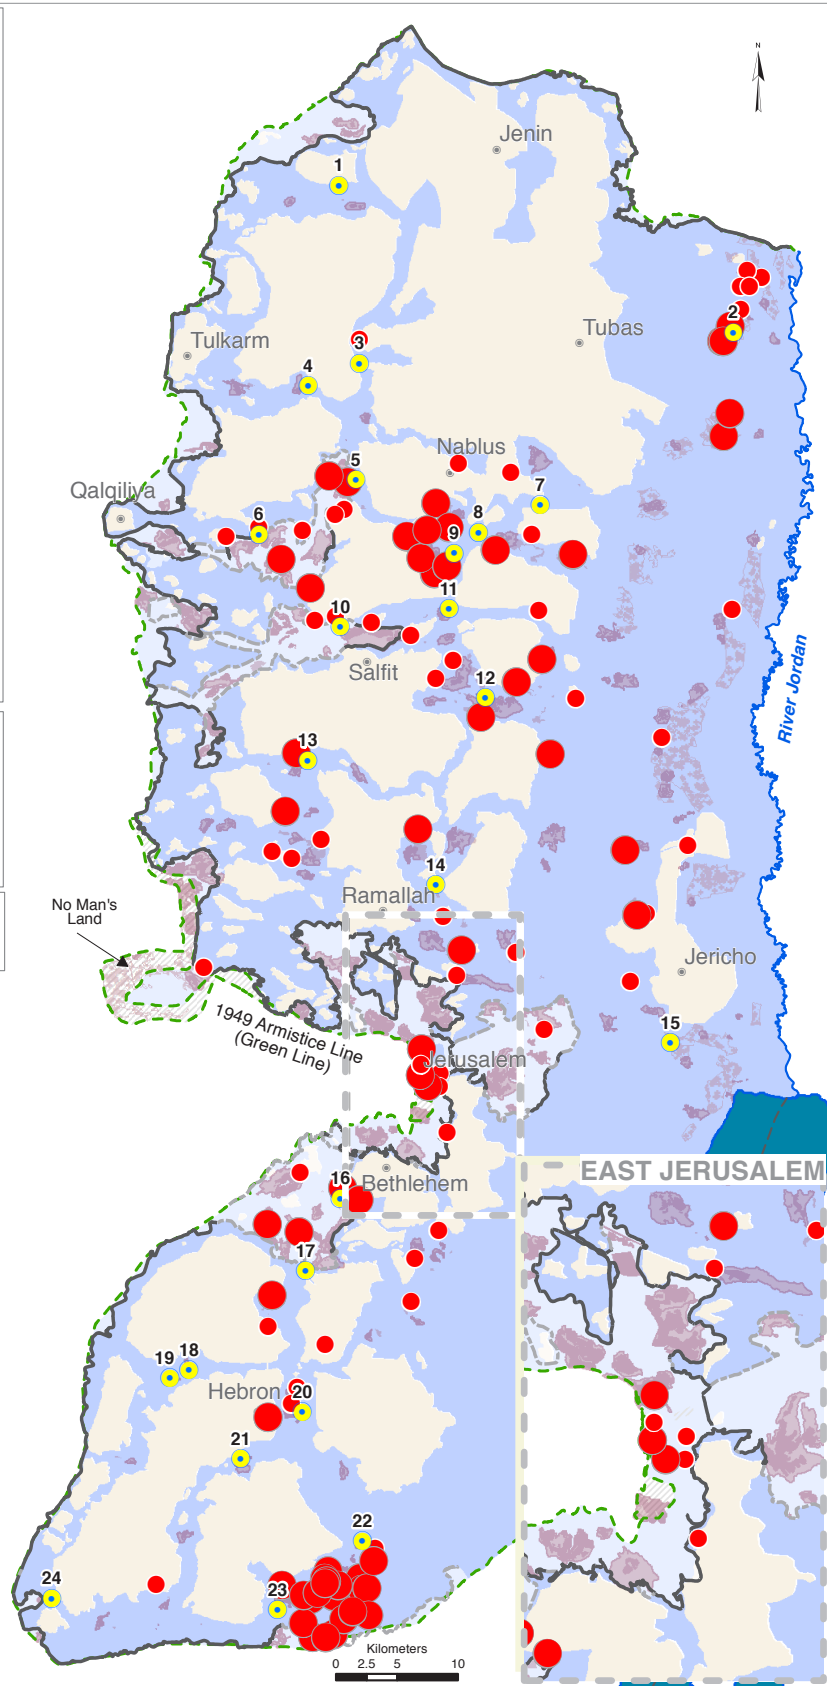 N
Jenin
1
2
Tubas
Tulkarm
3
4
Nablus
5
Qalqiliya
7
6
8
9
10
11
Salfit
12
River Jordan
13
14
Ramallah
No Man's
Land
Jericho
15
1949 Armistice Line
(Green Line)
Jerusalem
EAST JERUSALEM
16
Bethlehem
17
19
18
Hebron
20
21
22
24
23
Kilometers
0 2.5 5 10